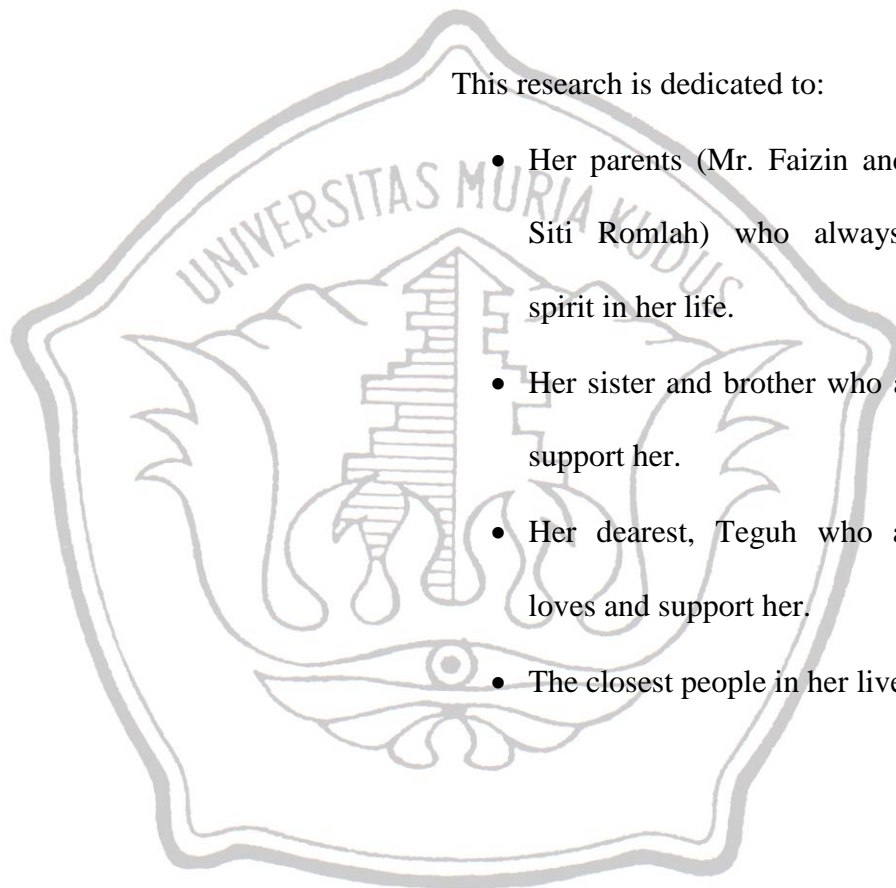 This research is dedicated to:
• Her parents (Mr. Faizin and
Siti Romlah) who always
spirit in her life.
• Her sister and brother who a
support her.
• Her dearest, Teguh who a
loves and support her.
• The closest people in her live
UNIVERSITAS MURIA KUDUS